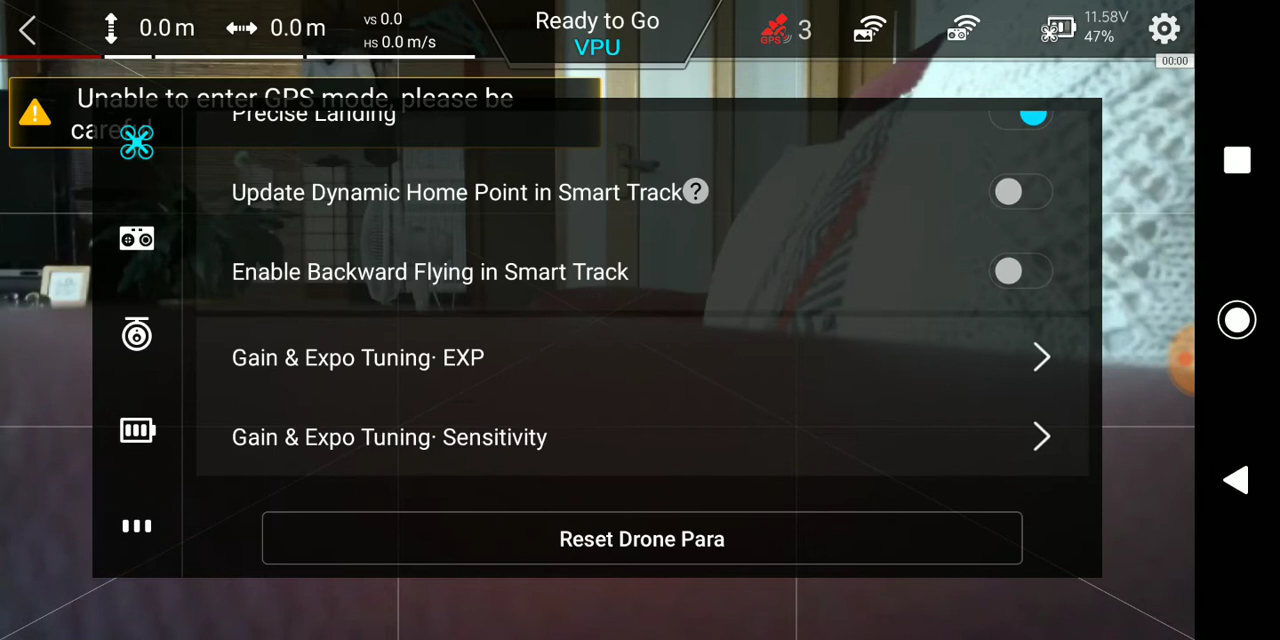 0.0 m
0.0 m
VS 0.0
HS 0.0 m/s
Ready to Go
VPU
GPS
3
11.58V
47%
00:00
Unable to enter GPS mode, please be
Precise Landing
Update Dynamic Home Point in Smart Track ?
Enable Backward Flying in Smart Track
Gain & Expo Tuning· EXP
Gain & Expo Tuning· Sensitivity
Reset Drone Para